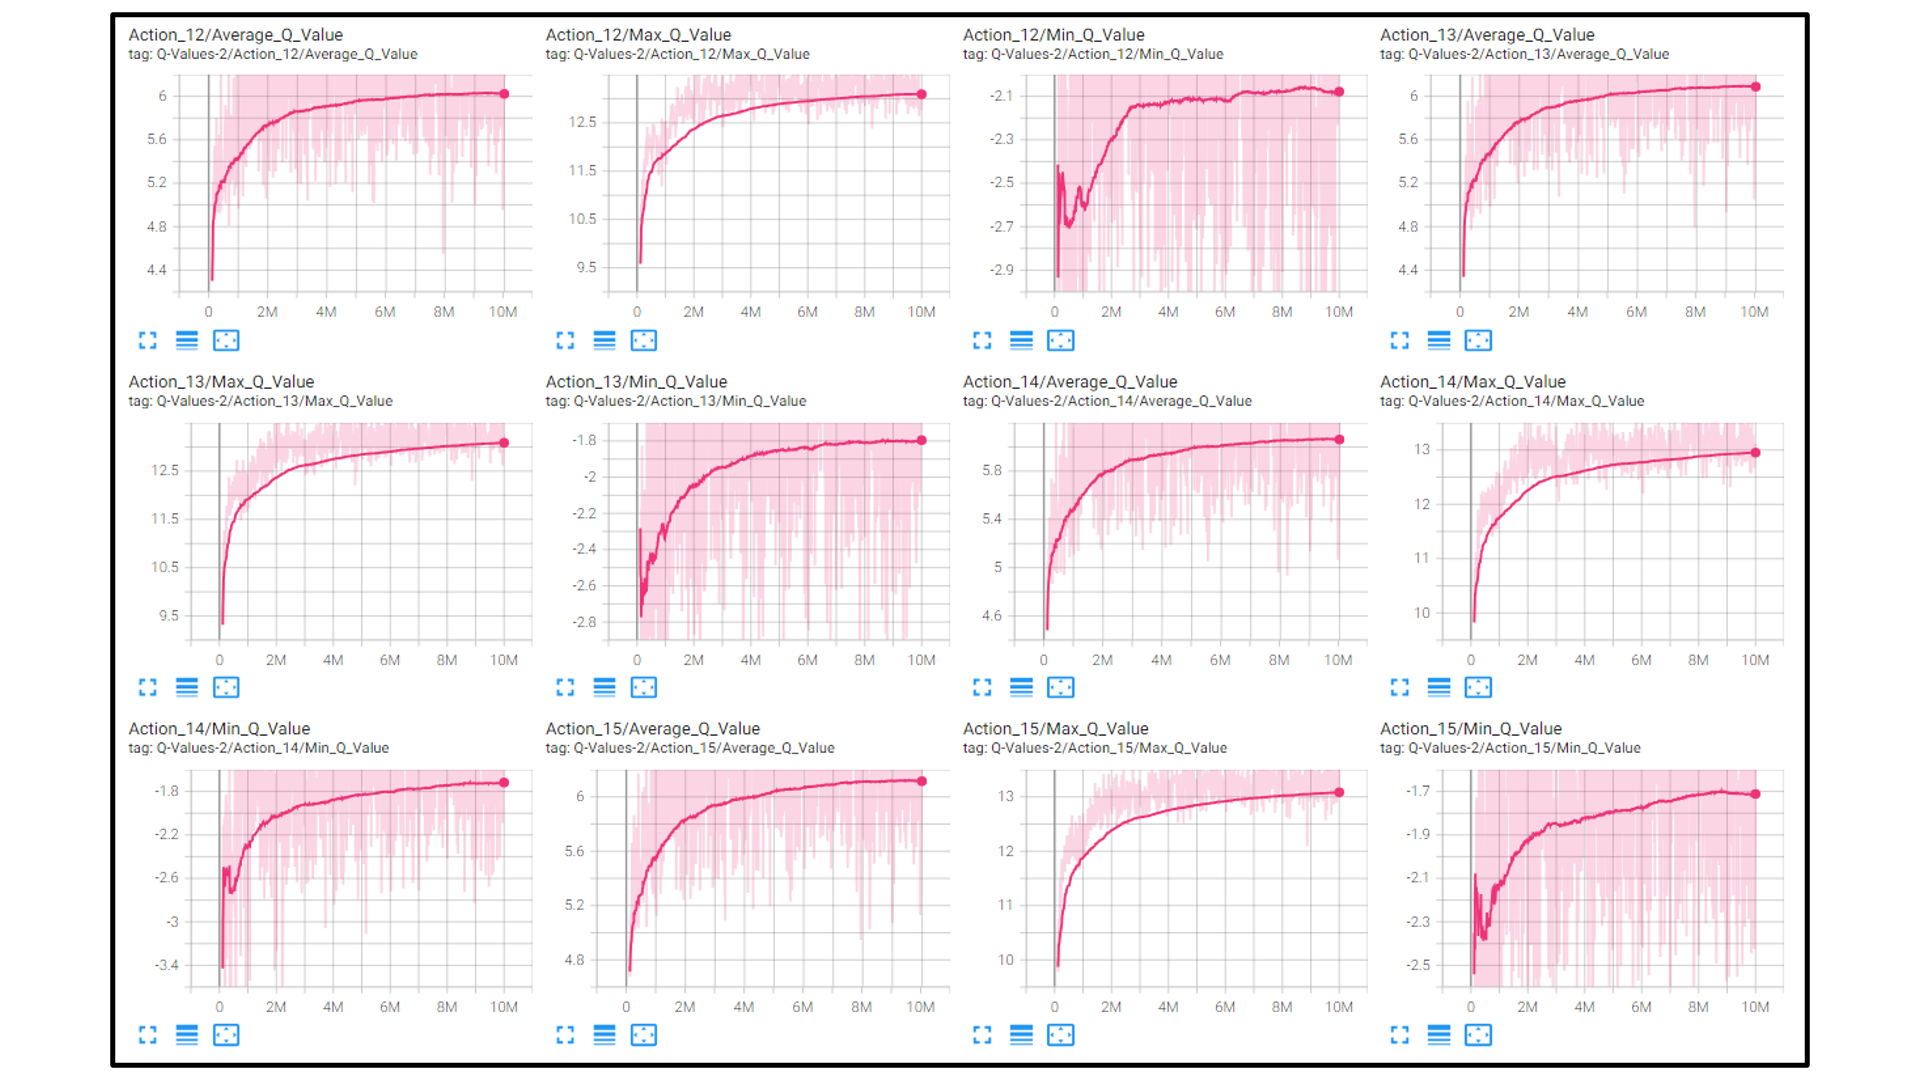 Action_12/Average_Q_Value
tag: Q-Values-2/Action_12/Average_Q_Value
6
5.6
5.2
4.8
4.4
0 2M 4M 6M 8M 10M
Action_12/Max_Q_Value
tag: Q-Values-2/Action_12/Max_Q_Value
12.5
11.5
10.5
9.5
0 2M 4M 6M 8M 10M
Action_12/Min_Q_Value
tag: Q-Values-2/Action_12/Min_Q_Value
-2.1
-2.3
-2.5
-2.7
-2.9
0 2M 4M 6M 8M 10M
Action_13/Average_Q_Value
tag: Q-Values-2/Action_13/Average_Q_Value
6
5.6
5.2
4.8
4.4
0 2M 4M 6M 8M 10M
Action_13/Max_Q_Value
tag: Q-Values-2/Action_13/Max_Q_Value
12.5
11.5
10.5
9.5
0 2M 4M 6M 8M 10M
Action_13/Min_Q_Value
tag: Q-Values-2/Action_13/Min_Q_Value
-1.8
-2
-2.2
-2.4
-2.6
-2.8
0 2M 4M 6M 8M 10M
Action_14/Average_Q_Value
tag: Q-Values-2/Action_14/Average_Q_Value
5.8
5.4
5
4.6
0 2M 4M 6M 8M 10M
Action_14/Max_Q_Value
tag: Q-Values-2/Action_14/Max_Q_Value
13
12
11
10
0 2M 4M 6M 8M 10M
Action_14/Min_Q_Value
tag: Q-Values-2/Action_14/Min_Q_Value
-1.8
-2.2
-2.6
-3
-3.4
0 2M 4M 6M 8M 10M
Action_15/Average_Q_Value
tag: Q-Values-2/Action_15/Average_Q_Value
6
5.6
5.2
4.8
0 2M 4M 6M 8M 10M
Action_15/Max_Q_Value
tag: Q-Values-2/Action_15/Max_Q_Value
13
12
11
10
0 2M 4M 6M 8M 10M
Action_15/Min_Q_Value
tag: Q-Values-2/Action_15/Min_Q_Value
-1.7
-1.9
-2.1
-2.3
-2.5
0 2M 4M 6M 8M 10M